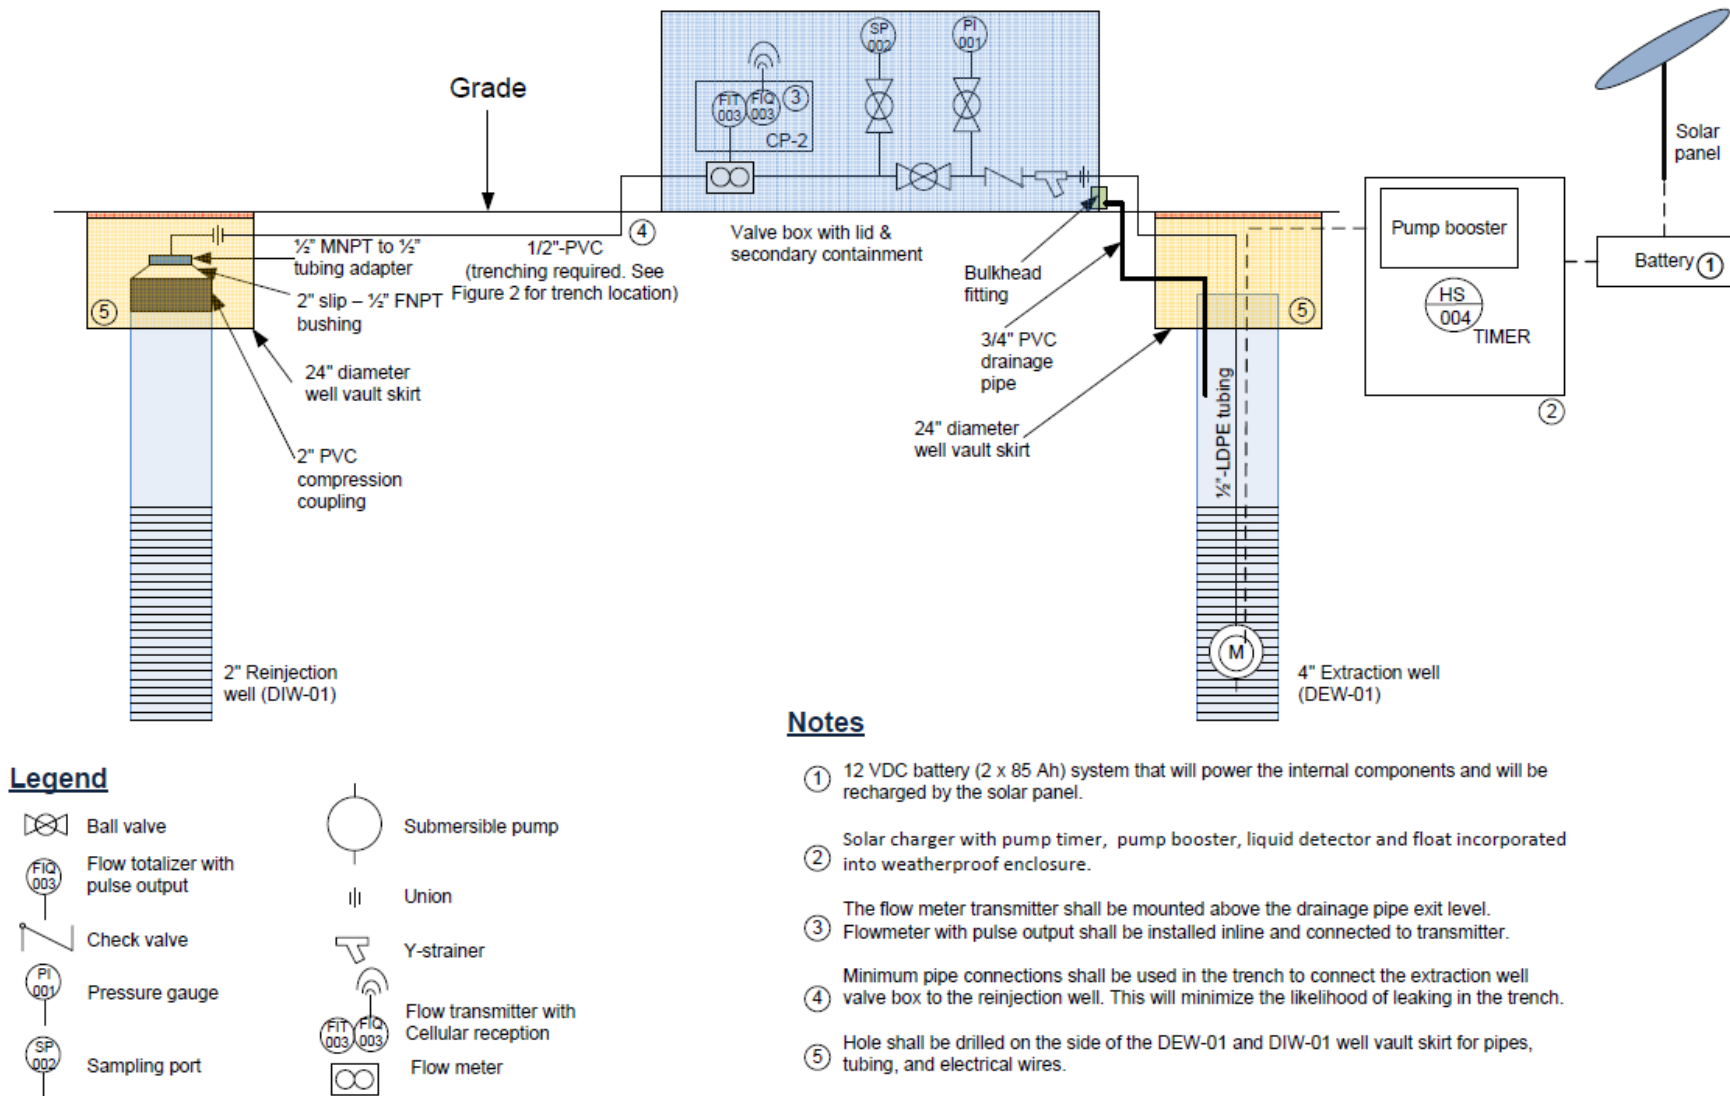 SP
002
PI
001
Grade
FIT
003
FIQ
003
3
CP-2
Solar
panel
Pump booster
Battery 1
HS
004
TIMER
2
4
Valve box with lid &
secondary containment
½" MNPT to ½"
tubing adapter
1/2"-PVC
(trenching required. See
Figure 2 for trench location)
2" slip – ½" FNPT
bushing
5
Bulkhead
fitting
5
3/4" PVC
drainage
pipe
24" diameter
well vault skirt
½"-LDPE tubing
24" diameter
well vault skirt
2" PVC
compression
coupling
M
2" Reinjection
well (DIW-01)
4" Extraction well
(DEW-01)
Legend
Ball valve
FIQ
003
Flow totalizer with
pulse output
Check valve
PI
001
Pressure gauge
SP
002
Sampling port
Submersible pump
Union
Y-strainer
FIT
003
FIQ
003
Flow transmitter with
Cellular reception
Flow meter
Notes
1 12 VDC battery (2 x 85 Ah) system that will power the internal components and will be
recharged by the solar panel.
2 Solar charger with pump timer, pump booster, liquid detector and float incorporated
into weatherproof enclosure.
3 The flow meter transmitter shall be mounted above the drainage pipe exit level.
Flowmeter with pulse output shall be installed inline and connected to transmitter.
4 Minimum pipe connections shall be used in the trench to connect the extraction well
valve box to the reinjection well. This will minimize the likelihood of leaking in the trench.
5 Hole shall be drilled on the side of the DEW-01 and DIW-01 well vault skirt for pipes,
tubing, and electrical wires.